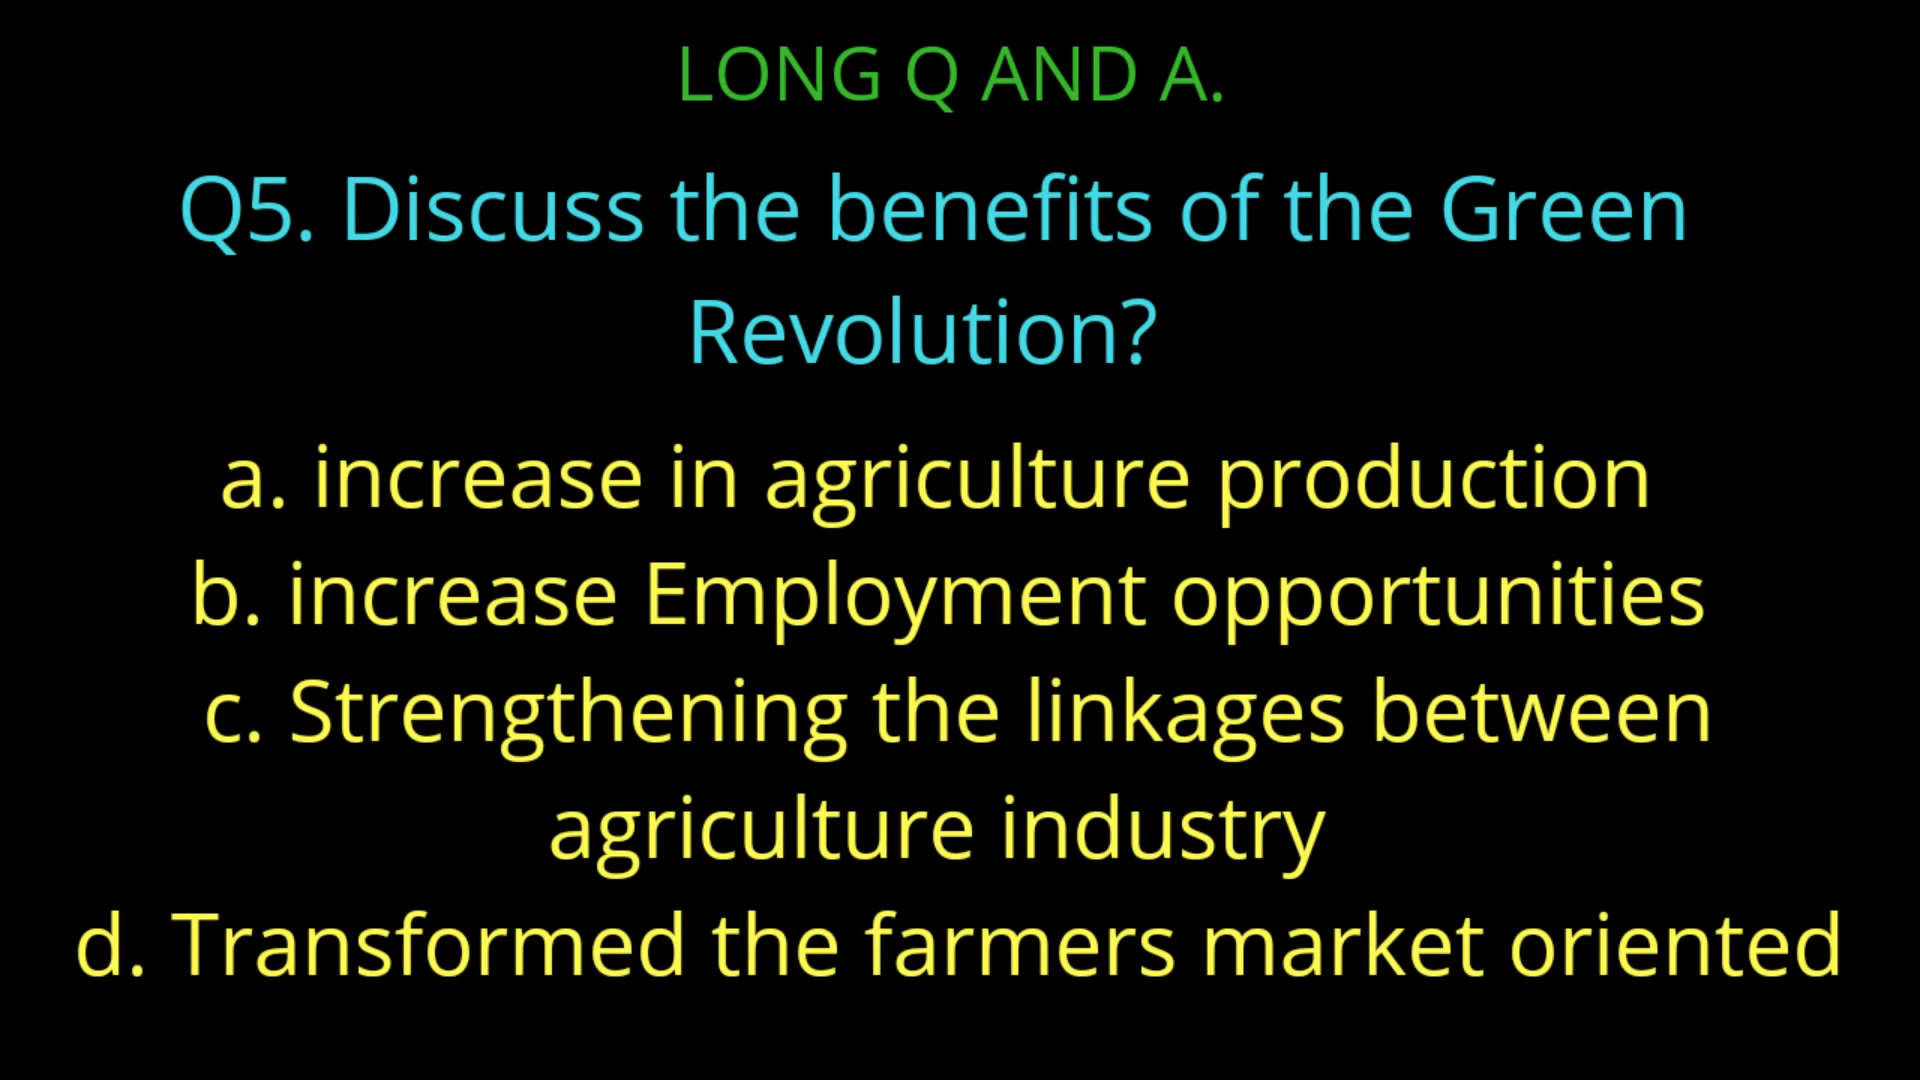 LONG Q AND A.
Q5. Discuss the benefits of the Green
Revolution?
a. increase in agriculture production
b. increase Employment opportunities
c. Strengthening the linkages between
agriculture industry
d. Transformed the farmers market oriented